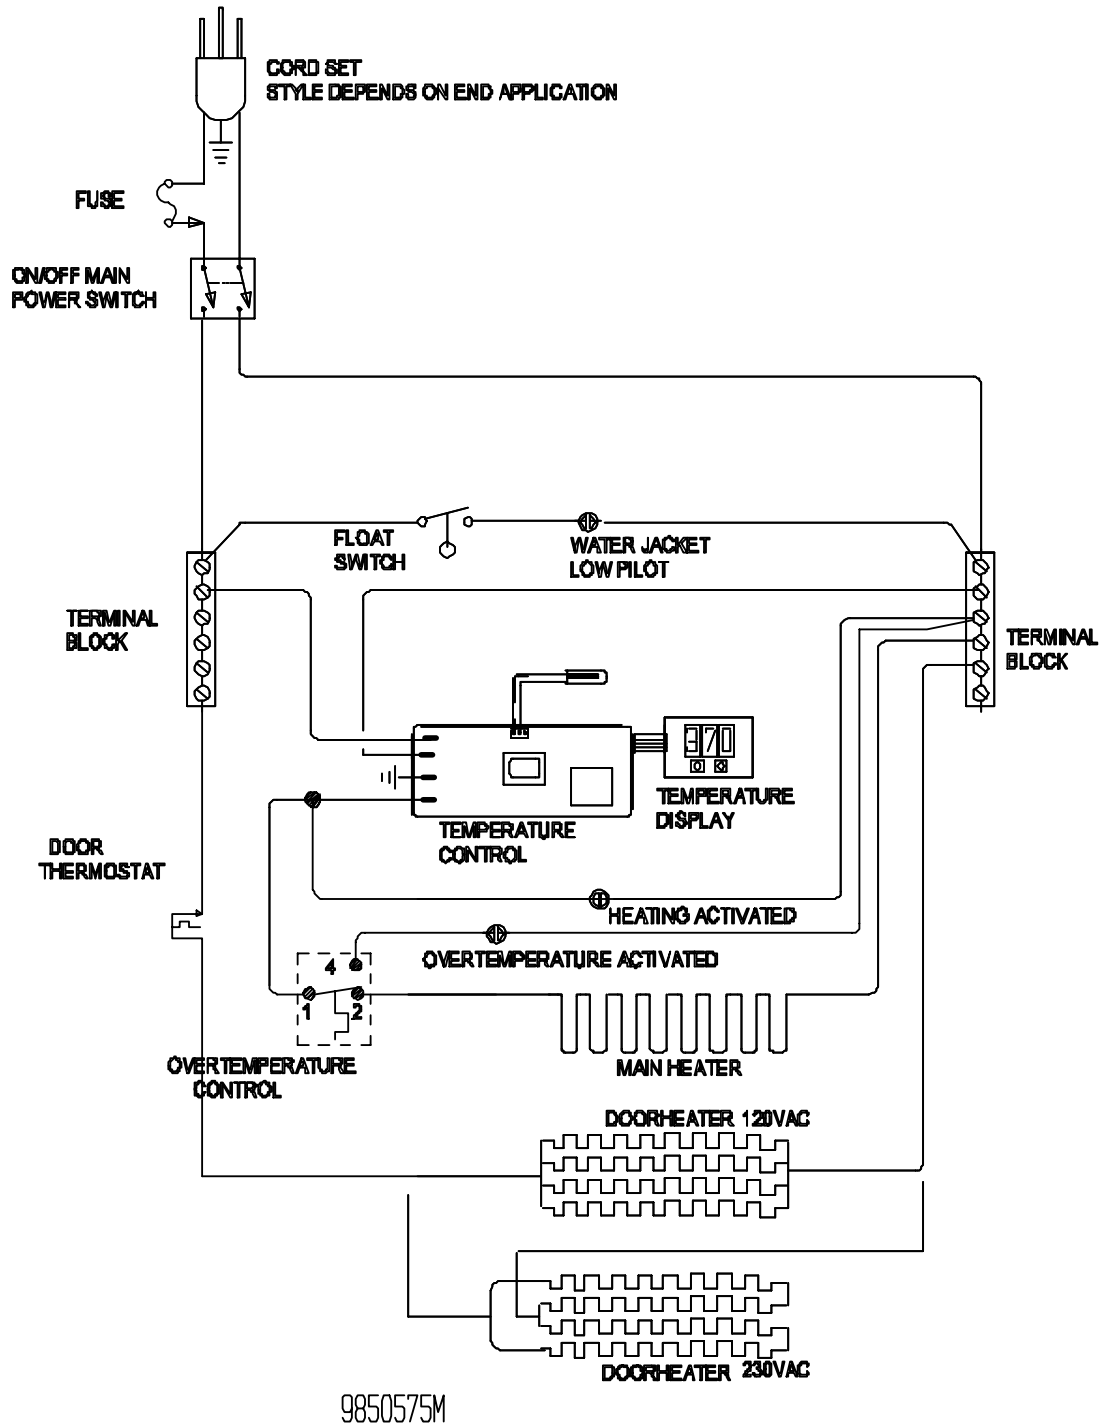 CORD SET
STYLE DEPENDS ON END APPLICATION
FUSE
ON/OFF MAIN
POWER SWITCH
FLOAT
SWITCH
WATER JACKET
LOW PILOT
TERMINAL
BLOCK
TERMINAL
BLOCK
370
TEMPERATURE
DISPLAY
TEMPERATURE
CONTROL
DOOR
THERMOSTAT
HEATING ACTIVATED
OVERTEMPERATURE ACTIVATED
4
1
2
OVERTEMPERATURE
CONTROL
MAIN HEATER
DOORHEATER 120VAC
DOORHEATER 230VAC
9850575M